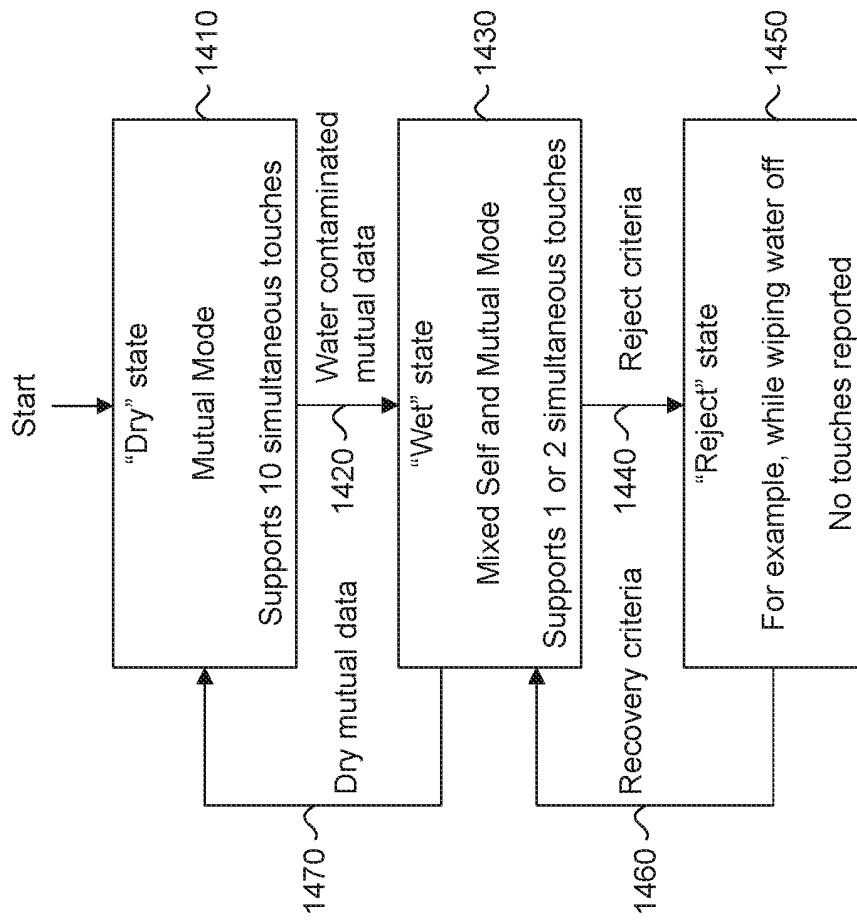 Start
“Dry” state
Mutual Mode
Supports 10 simultaneous touches
1410
1470
Dry mutual data
1420
Water contaminated
mutual data
“Wet” state
Mixed Self and Mutual Mode
Supports 1 or 2 simultaneous touches
1430
1460
Recovery criteria
1440
Reject criteria
“Reject” state
For example, while wiping water off
No touches reported
1450